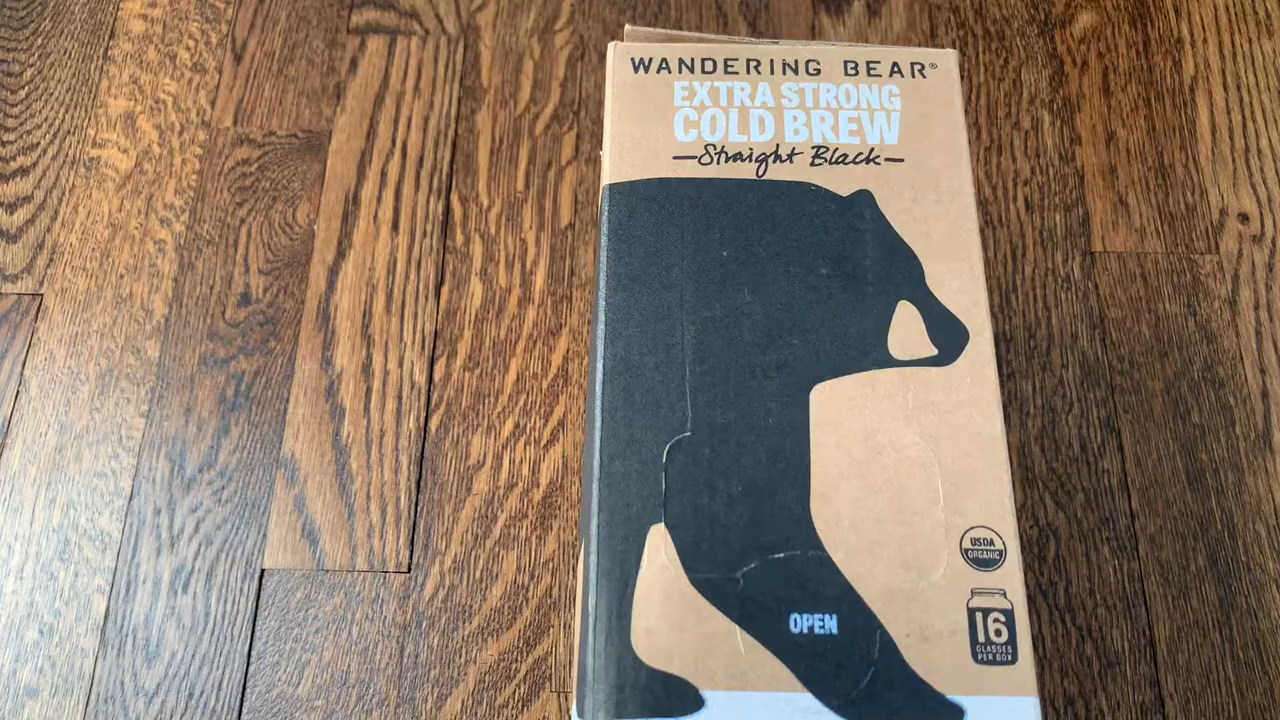 WANDERING BEAR®
EXTRA STRONG
COLD BREW
—Straight Black—
USDA
ORGANIC
16
GLASSES
PER BOX
OPEN